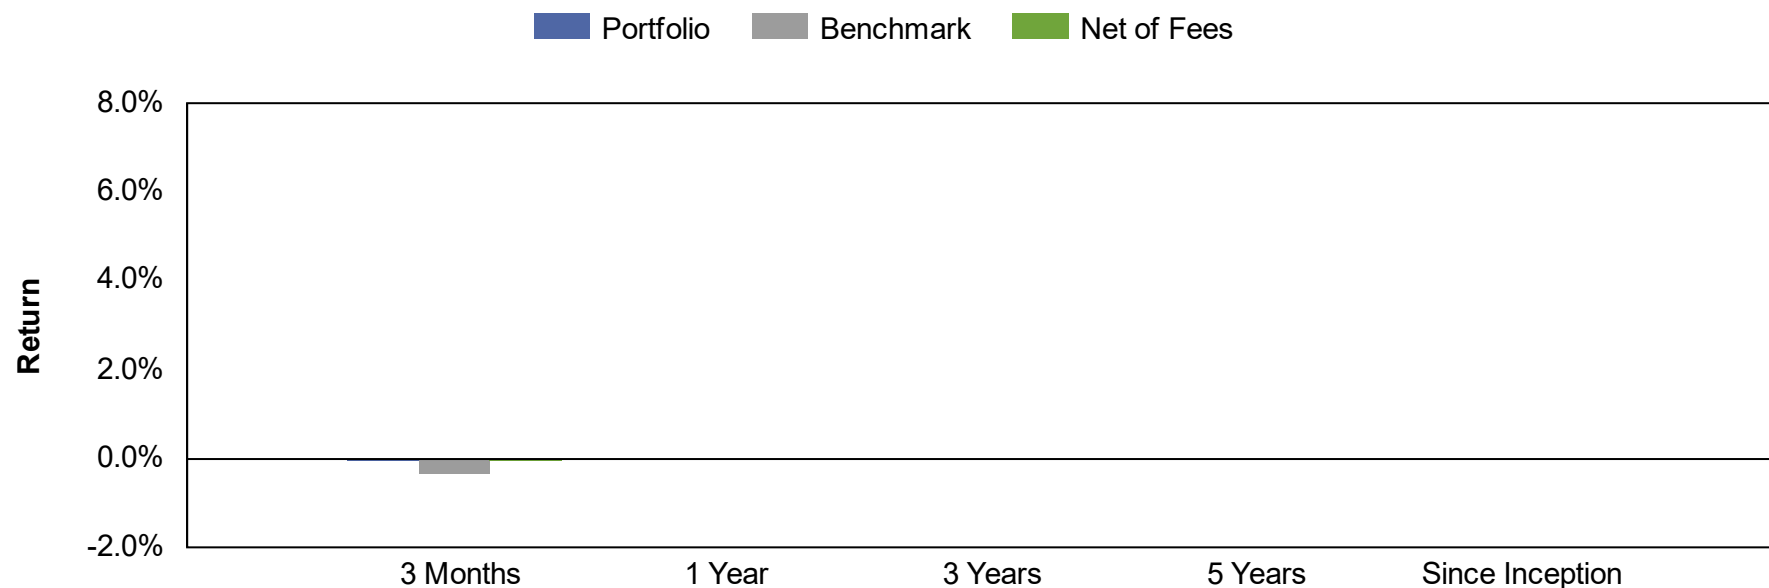 Portfolio Benchmark Net of Fees
8.0%
6.0%
4.0%
2.0%
0.0%
-2.0%
Return
3 Months 1 Year 3 Years 5 Years Since Inception